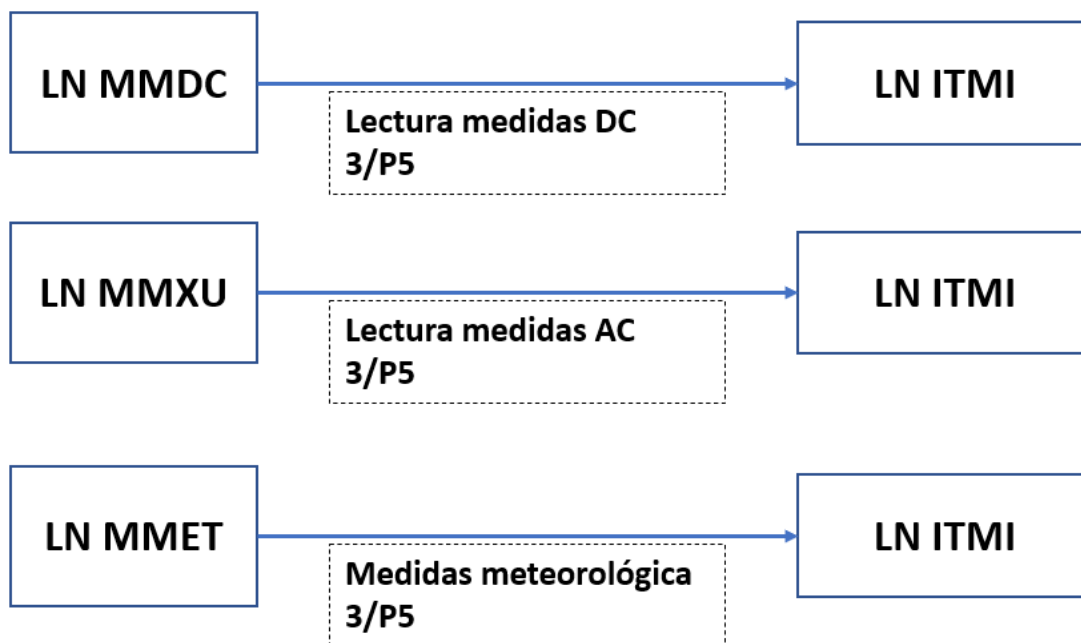 LN MMDC
LN ITMI
Lectura medidas DC
3/P5
LN MMXU
LN ITMI
Lectura medidas AC
3/P5
LN MMET
LN ITMI
Medidas meteorológica
3/P5